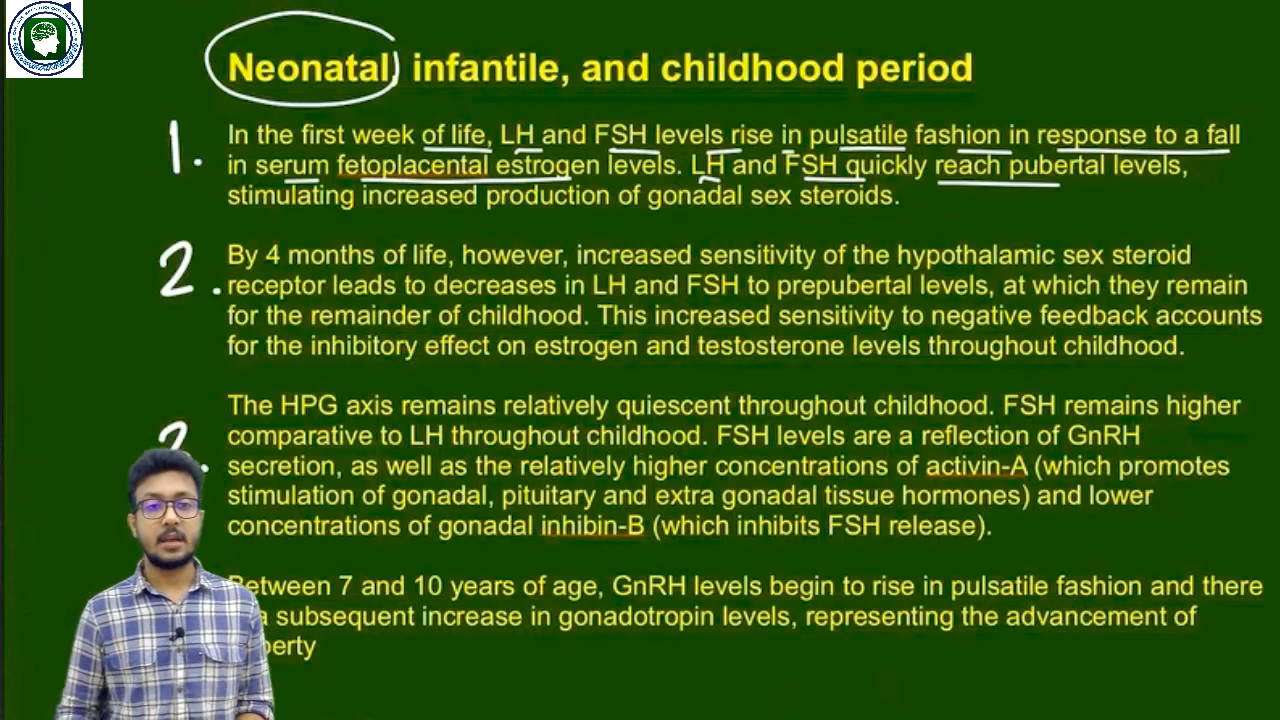 Neonatal, infantile, and childhood period
1. In the first week of life, LH and FSH levels rise in pulsatile fashion in response to a fall
in serum fetoplacental estrogen levels. LH and FSH quickly reach pubertal levels,
stimulating increased production of gonadal sex steroids.
2. By 4 months of life, however, increased sensitivity of the hypothalamic sex steroid
receptor leads to decreases in LH and FSH to prepubertal levels, at which they remain
for the remainder of childhood. This increased sensitivity to negative feedback accounts
for the inhibitory effect on estrogen and testosterone levels throughout childhood.
The HPG axis remains relatively quiescent throughout childhood. FSH remains higher
comparative to LH throughout childhood. FSH levels are a reflection of GnRH
secretion, as well as the relatively higher concentrations of activin-A (which promotes
stimulation of gonadal, pituitary and extra gonadal tissue hormones) and lower
concentrations of gonadal inhibin-B (which inhibits FSH release).
Between 7 and 10 years of age, GnRH levels begin to rise in pulsatile fashion and there
a subsequent increase in gonadotropin levels, representing the advancement of
berty